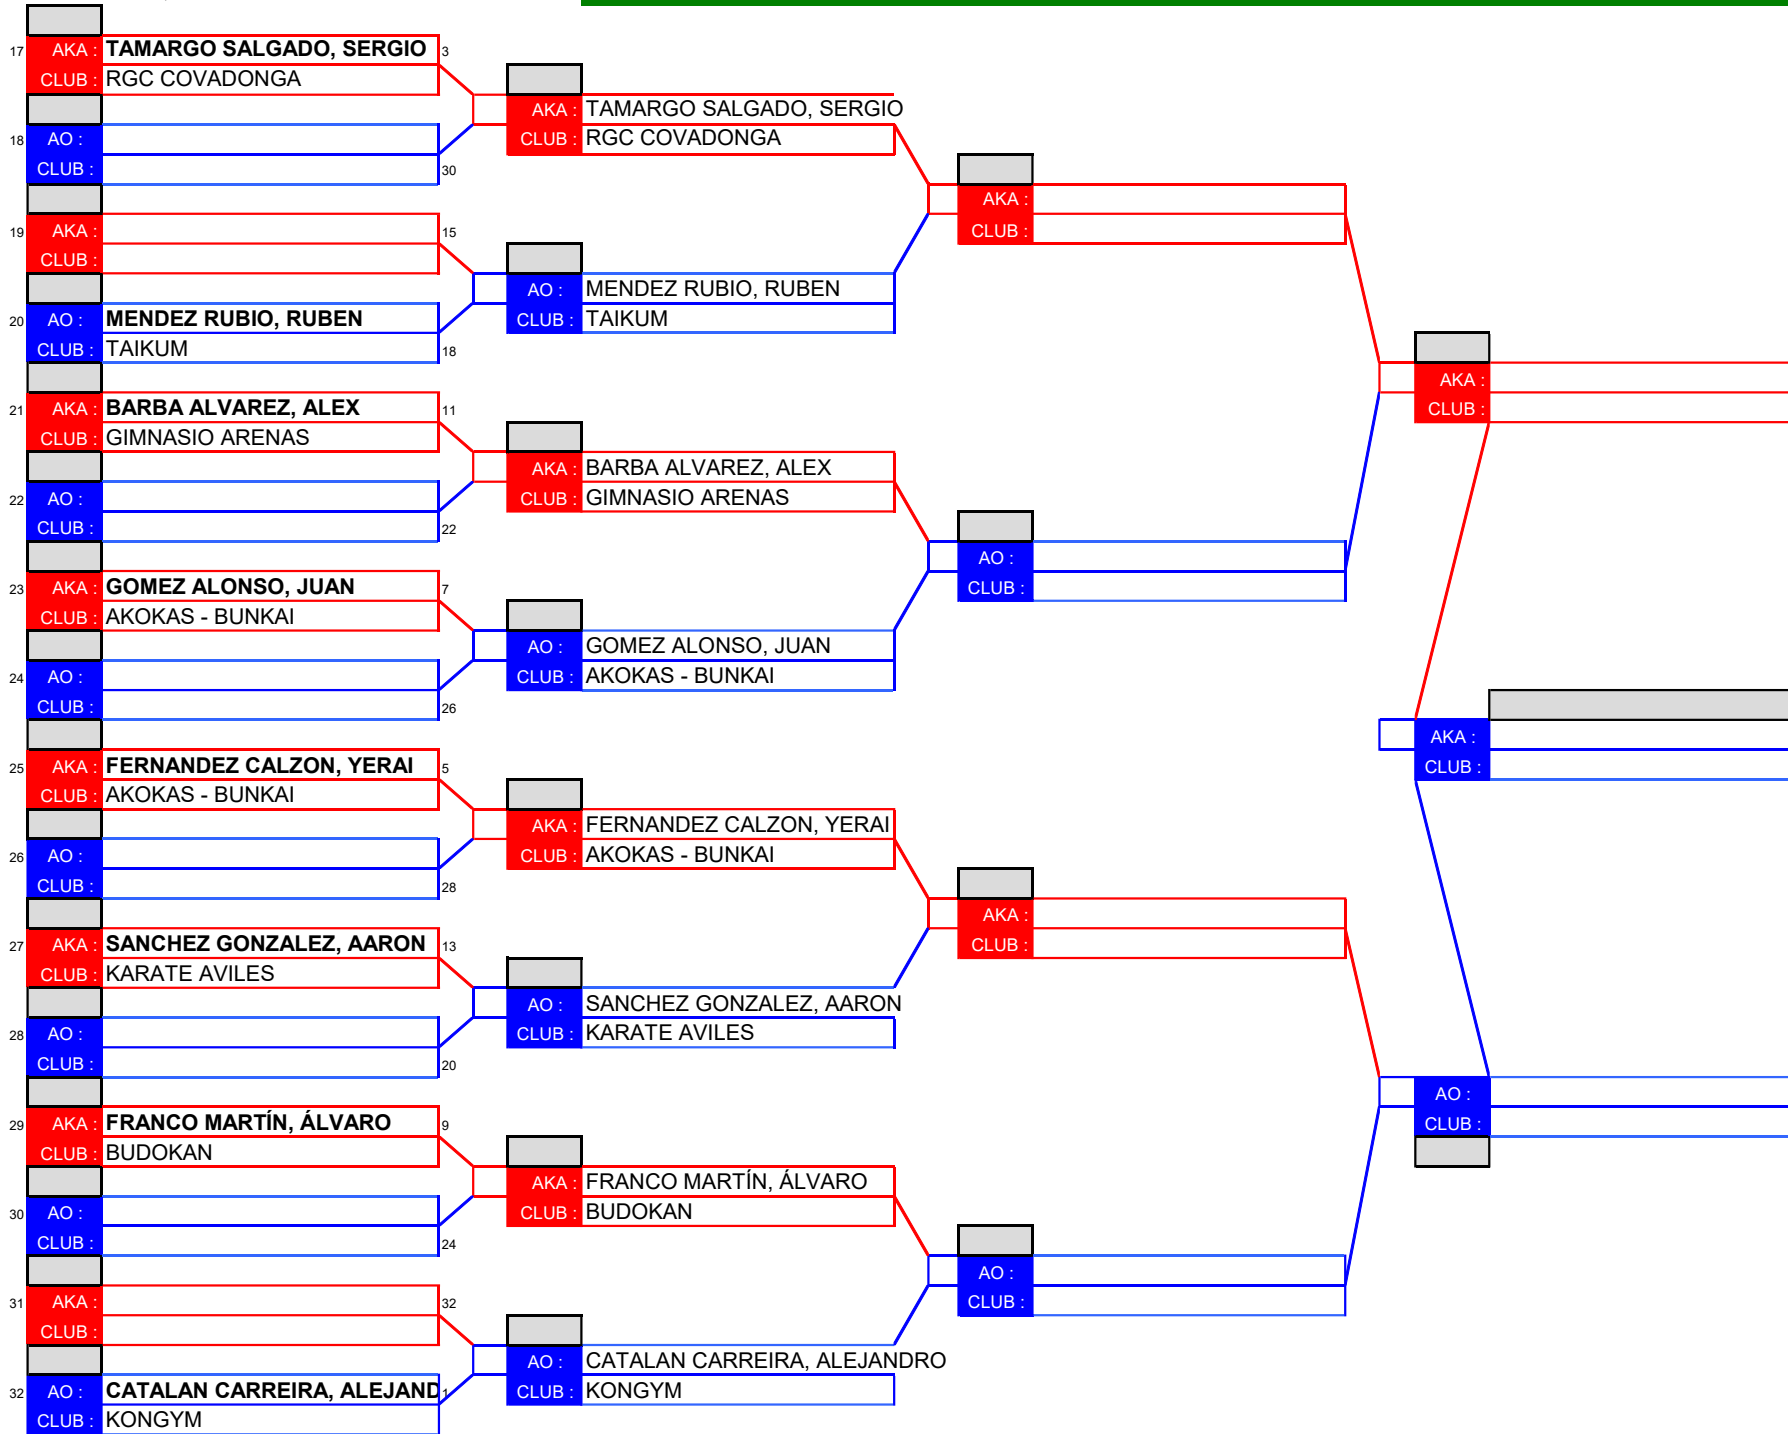 17 AKA : TAMARGO SALGADO, SERGIO 3
CLUB : RGC COVADONGA
18 AO :
CLUB : 30
19 AKA : 15
CLUB :
20 AO : MENDEZ RUBIO, RUBEN
CLUB : TAIKUM 18
21 AKA : BARBA ALVAREZ, ALEX 11
CLUB : GIMNASIO ARENAS
22 AO :
CLUB : 22
23 AKA : GOMEZ ALONSO, JUAN 7
CLUB : AKOKAS - BUNKAI
24 AO :
CLUB : 26
25 AKA : FERNANDEZ CALZON, YERAI 5
CLUB : AKOKAS - BUNKAI
26 AO :
CLUB : 28
27 AKA : SANCHEZ GONZALEZ, AARON 13
CLUB : KARATE AVILES
28 AO :
CLUB : 20
29 AKA : FRANCO MARTÍN, ÁLVARO 9
CLUB : BUDOKAN
30 AO :
CLUB : 24
31 AKA : 32
CLUB :
32 AO : CATALAN CARREIRA, ALEJAND 1
CLUB : KONGYM
AKA : TAMARGO SALGADO, SERGIO
CLUB : RGC COVADONGA
AO : MENDEZ RUBIO, RUBEN
CLUB : TAIKUM
AKA : BARBA ALVAREZ, ALEX
CLUB : GIMNASIO ARENAS
AO : GOMEZ ALONSO, JUAN
CLUB : AKOKAS - BUNKAI
AKA : FERNANDEZ CALZON, YERAI
CLUB : AKOKAS - BUNKAI
AO : SANCHEZ GONZALEZ, AARON
CLUB : KARATE AVILES
AKA : FRANCO MARTÍN, ÁLVARO
CLUB : BUDOKAN
AO : CATALAN CARREIRA, ALEJANDRO
CLUB : KONGYM
AKA :
CLUB :
AO :
CLUB :
AKA :
CLUB :
AO :
CLUB :
AKA :
CLUB :
AKA :
CLUB :
AO :
CLUB :